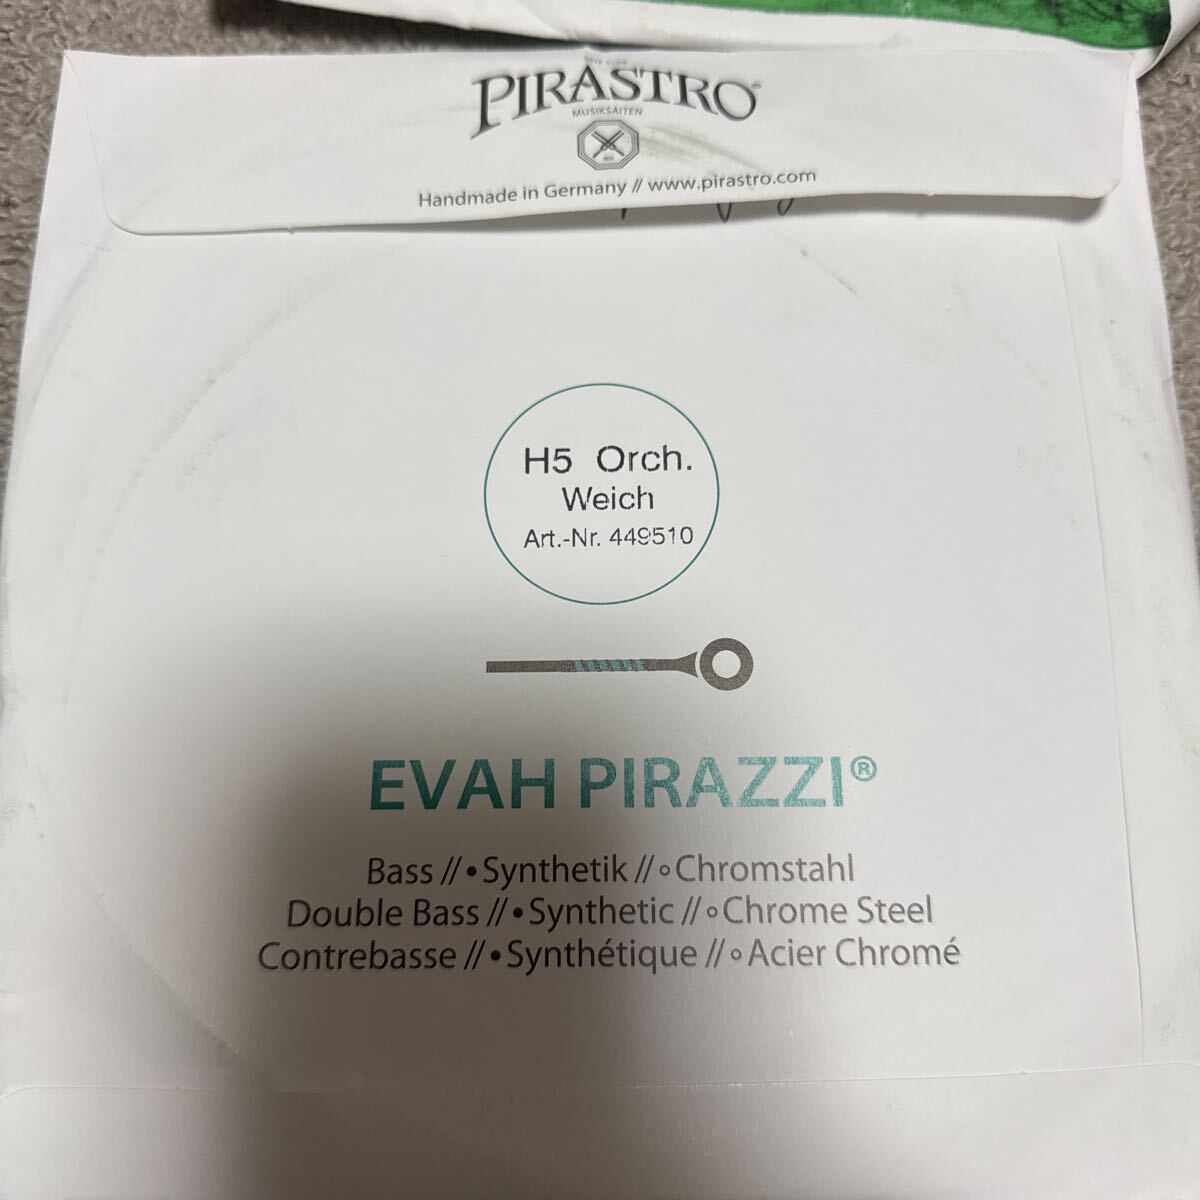 PIRASTRO®
MUSIKSAITEN
Handmade in Germany // www.pirastro.com
H5 Orch.
Weich
Art.-Nr. 449510
EVAH PIRAZZI®
Bass // • Synthetik // ◦ Chromstahl
Double Bass // • Synthetic // ◦ Chrome Steel
Contrebasse // • Synthétique // ◦ Acier Chromé